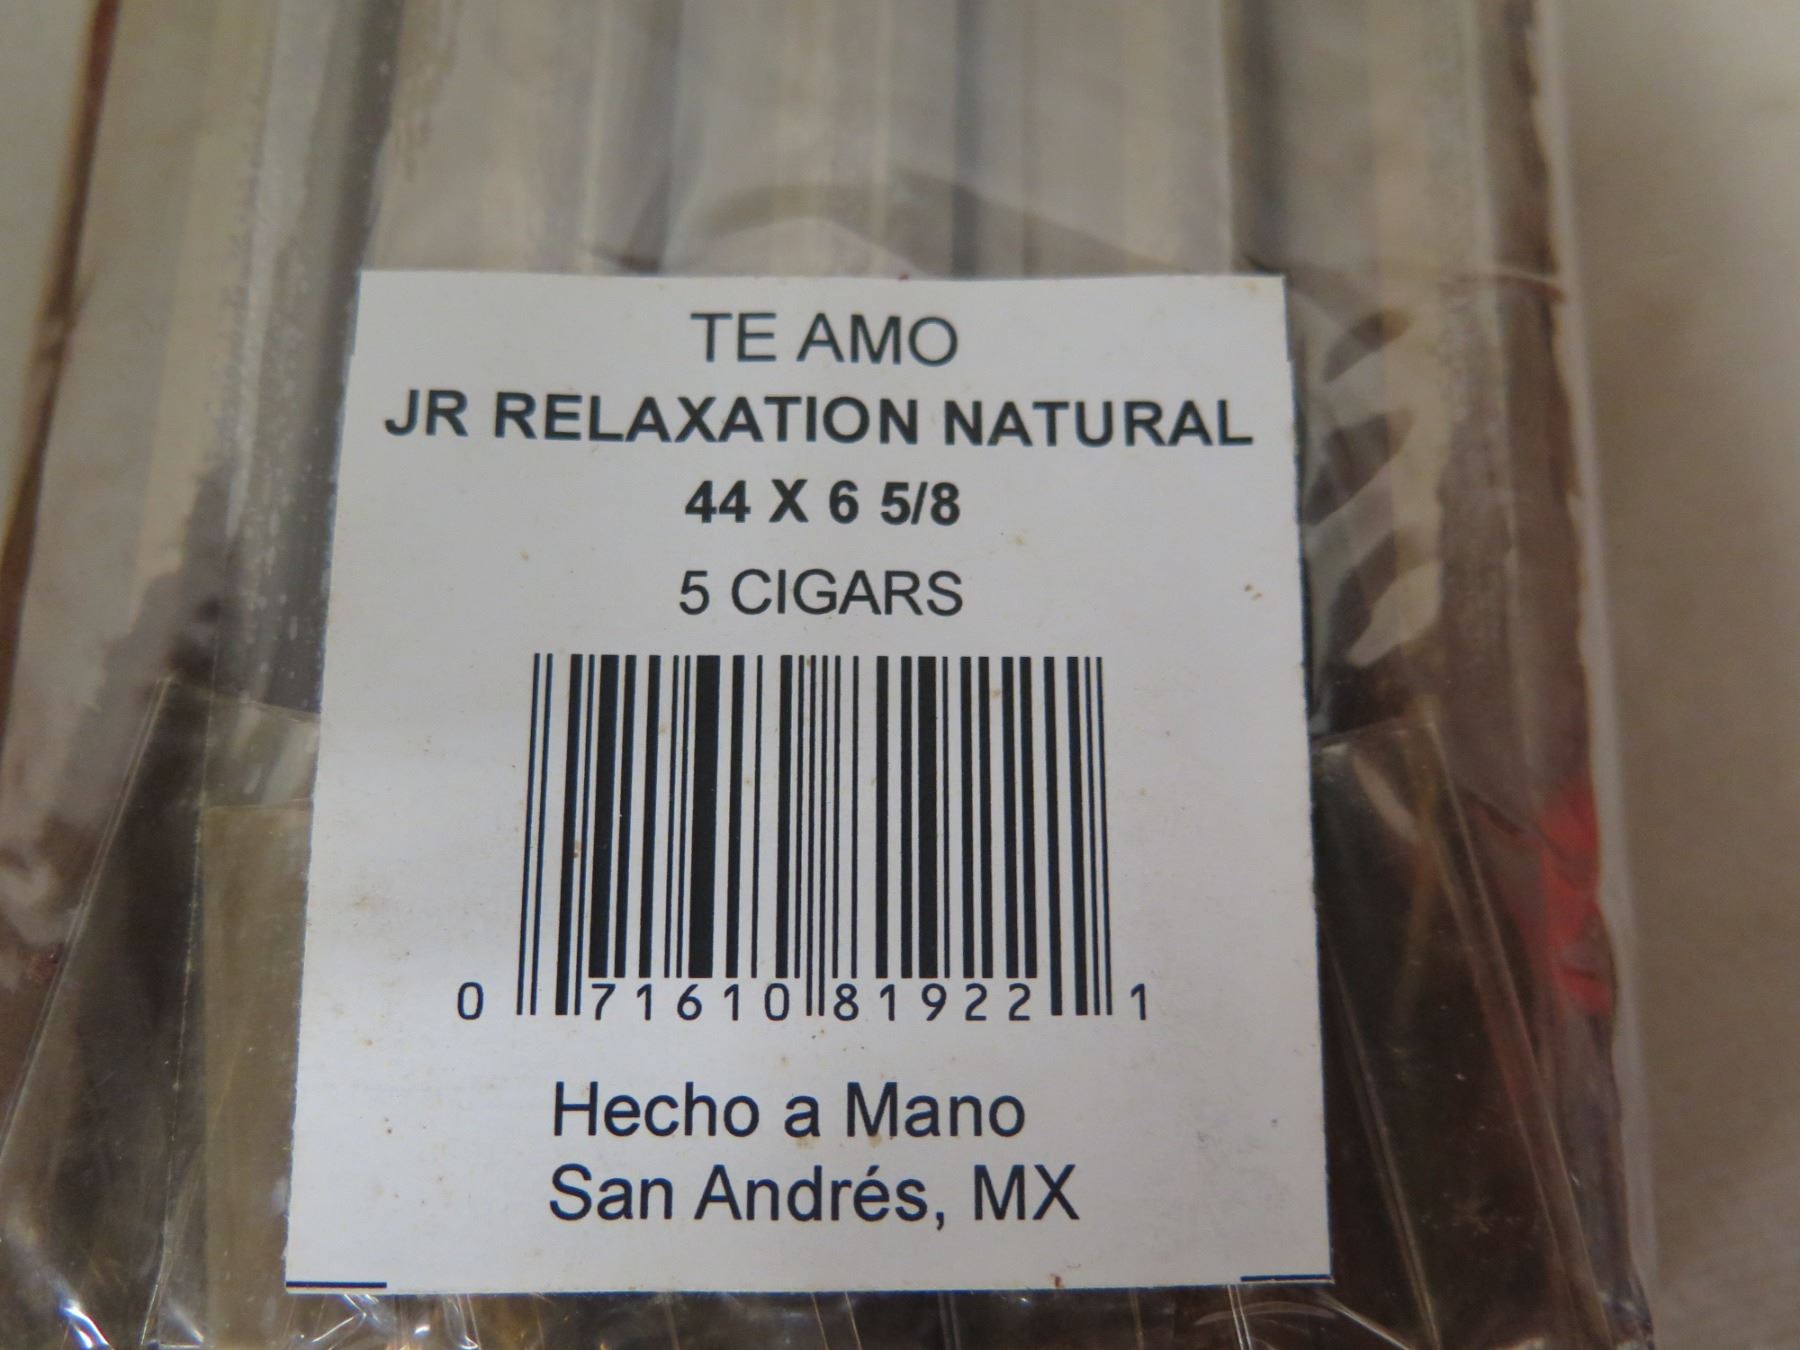 TE AMO
JR RELAXATION NATURAL
44 X 6 5/8
5 CIGARS
0 71610 81922 1
Hecho a Mano
San Andrés, MX